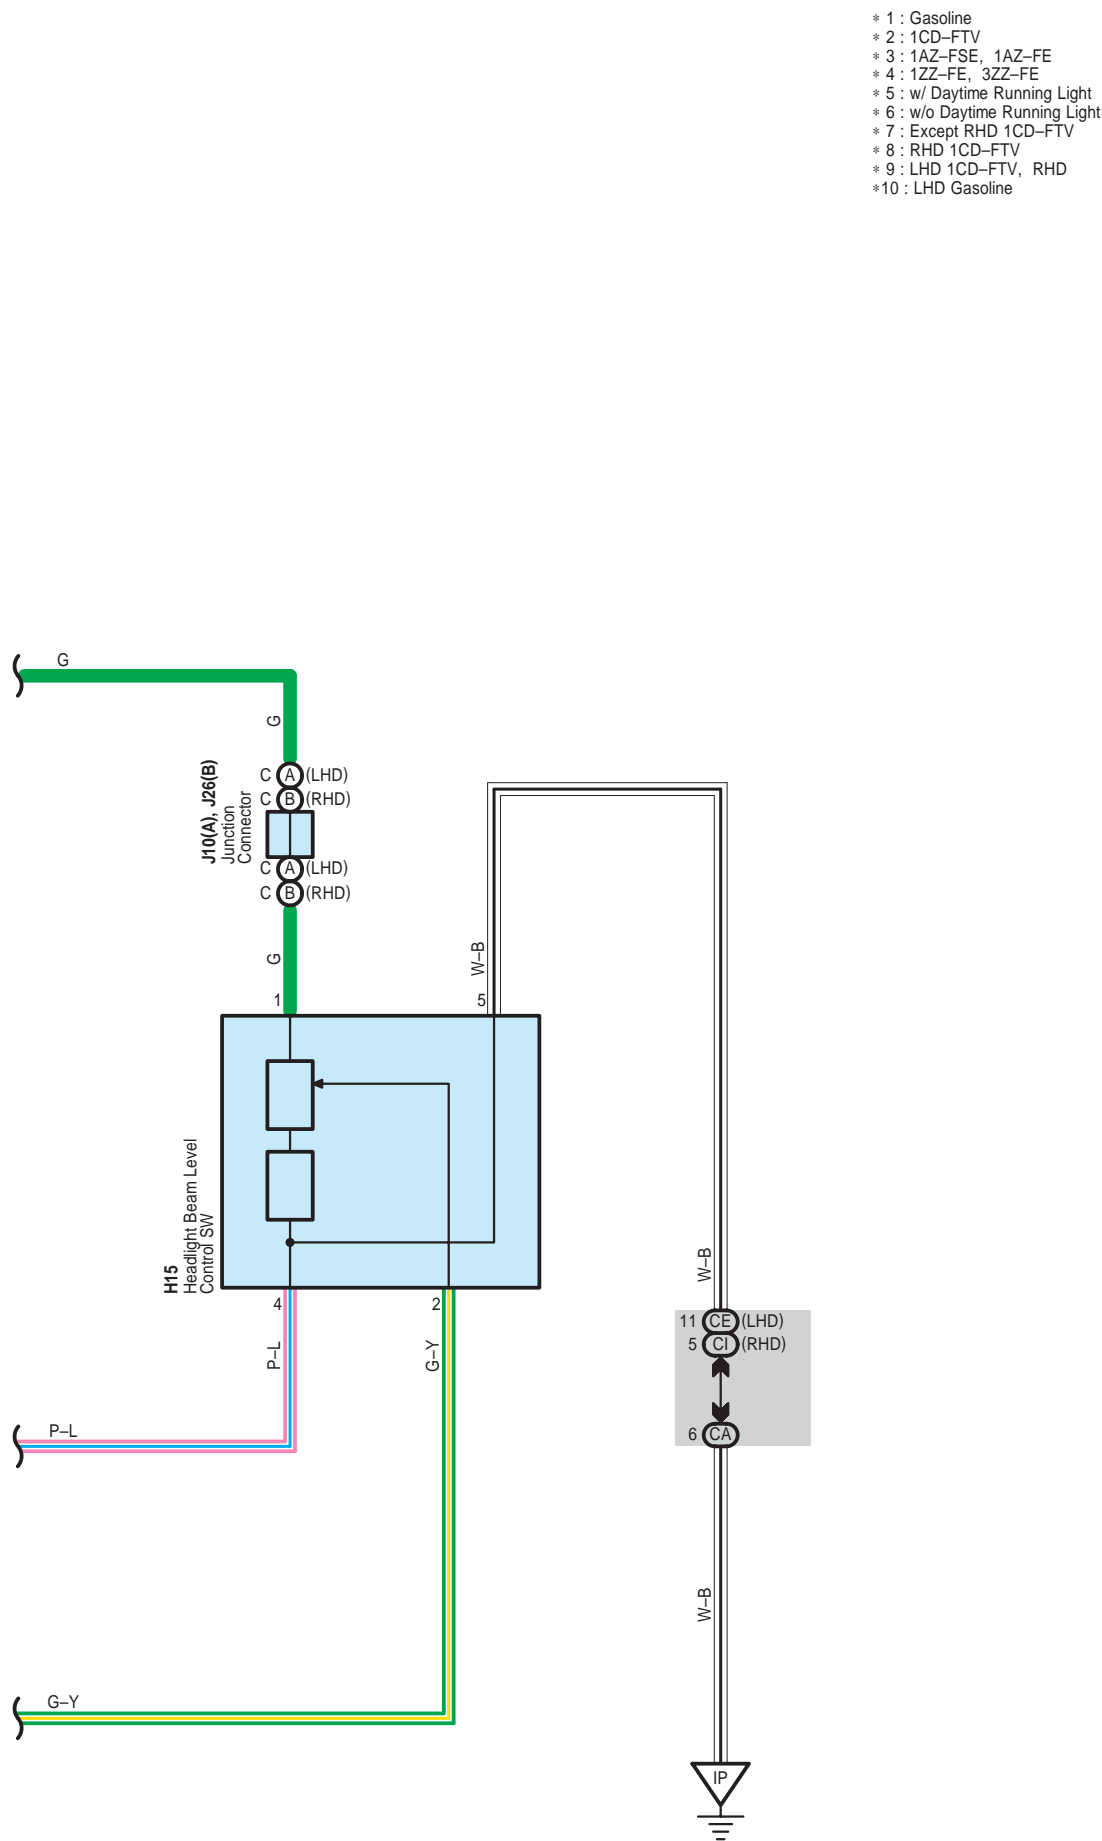 * 1 : Gasoline
* 2 : 1CD–FTV
* 3 : 1AZ–FSE, 1AZ–FE
* 4 : 1ZZ–FE, 3ZZ–FE
* 5 : w/ Daytime Running Light
* 6 : w/o Daytime Running Light
* 7 : Except RHD 1CD–FTV
* 8 : RHD 1CD–FTV
* 9 : LHD 1CD–FTV, RHD
*10 : LHD Gasoline
G
G
J10(A), J26(B)
Junction
Connector
C A (LHD)
C B (RHD)
C A (LHD)
C B (RHD)
G
W–B
1
5
H15
Headlight Beam Level
Control SW
4
2
P–L
G–Y
W–B
11 CE (LHD)
5 CI (RHD)
6 CA
P–L
W–B
G–Y
IP